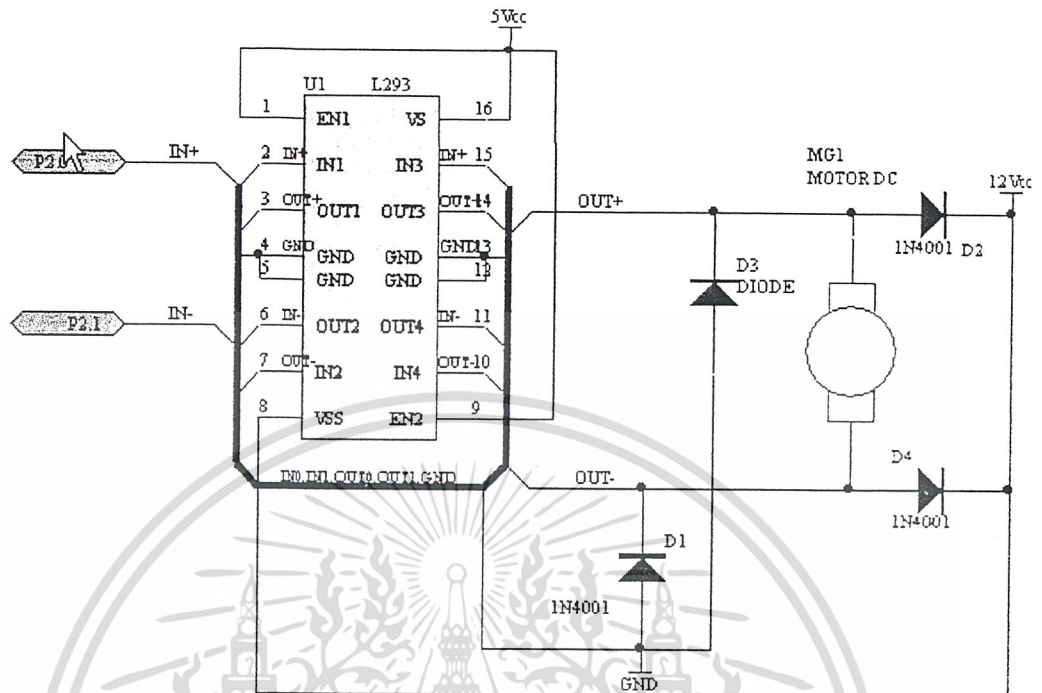 5Vcc
U1 L293
1 EN1 VS 16
P2.0 IN+ 2 IN+ IN1 IN3 IN+ 15
3 OUT+ OUT1 OUT3 OUT+ 14 OUT+
4 GND GND GND GND 13
5 GND GND 12
P2.1 IN- 6 IN- OUT2 OUT4 IN- 11
7 OUT- IN2 IN4 OUT- 10
8 VSS EN2 9
IN0,IN1,OUT0,OUT1,GND
OUT-
MG1
MOTOR DC
12Vcc
1N4001 D2
D3
DIODE
D4
1N4001
D1
1N4001
GND